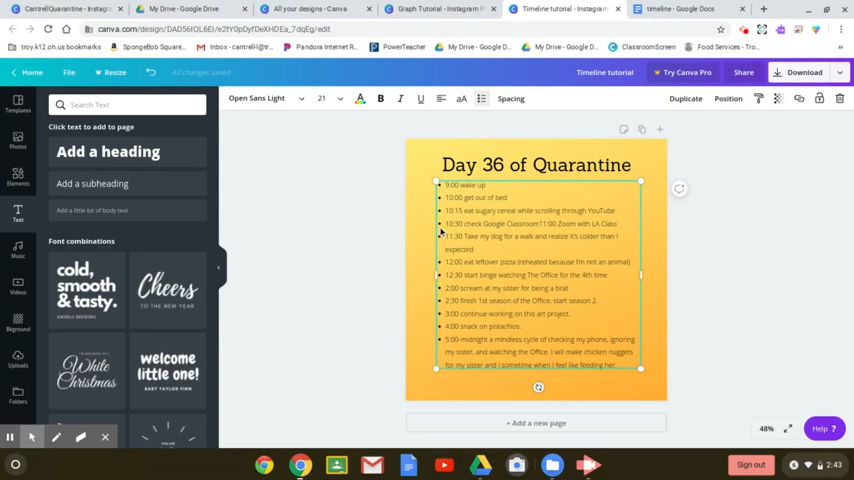 CantrellQuarantine - Instagram
My Drive - Google Drive
All your designs - Canva
Graph Tutorial - Instagram P
Timeline tutorial - Instagram
timeline - Google Docs
canva.com/design/
edit
troy.k12.oh.us bookmarks
SpongeBob Square..
Pandora Internet R..
PowerTeacher
My Drive - Google D..
My Drive - Google D..
ClassroomScreen
Food Services - Tro..
Home
File
Resize
All changes saved
Timeline tutorial
Try Canva Pro
Share
Download
Open Sans Light
21
A
B
I
U
aA
Spacing
Duplicate
Position
Templates
Photos
Elements
Text
Music
Videos
Bkground
Uploads
Folders
Search Text
Click text to add to page
Add a heading
Add a subheading
Add a little bit of body text
Font combinations
cold,
smooth
& tasty.
Cheers
TO THE NEW YEAR
White
Christmas
welcome
little one!
BABY TAYLOR FINN
Day 36 of Quarantine
9:00 wake up
10:00 get out of bed
10:15 eat sugary cereal while scrolling through YouTube
10:30 check Google Classroom11:00 Zoom with LA Class
11:30 Take my dog for a walk and realize it's colder than I
expected
12:00 eat leftover pizza (reheated because I'm not an animal)
12:30 start binge watching The Office for the 4th time
2:00 scream at my sister for being a brat
2:30 finish 1st season of the Office, start season 2.
3:00 continue working on this art project.
4:00 snack on pistachios.
5:00-midnight a mindless cycle of checking my phone, ignoring
my sister, and watching the Office. I will make chicken nuggets
for my sister and I sometime when I feel like feeding her.
+ Add a new page
48%
Help ?
Sign out
6
2:43